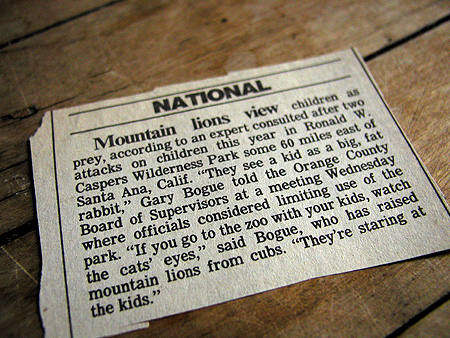 NATIONAL
Mountain lions view children as
prey, according to an expert consulted after two
attacks on children this year in Ronald W.
Caspers Wilderness Park some 60 miles east of
Santa Ana, Calif. “They see a kid as a big, fat
rabbit,” Gary Bogue told the Orange County
Board of Supervisors at a meeting Wednesday
where officials considered limiting use of the
park. “If you go to the zoo with your kids, watch
the cats’ eyes,” said Bogue, who has raised
mountain lions from cubs. “They’re staring at
the kids.”